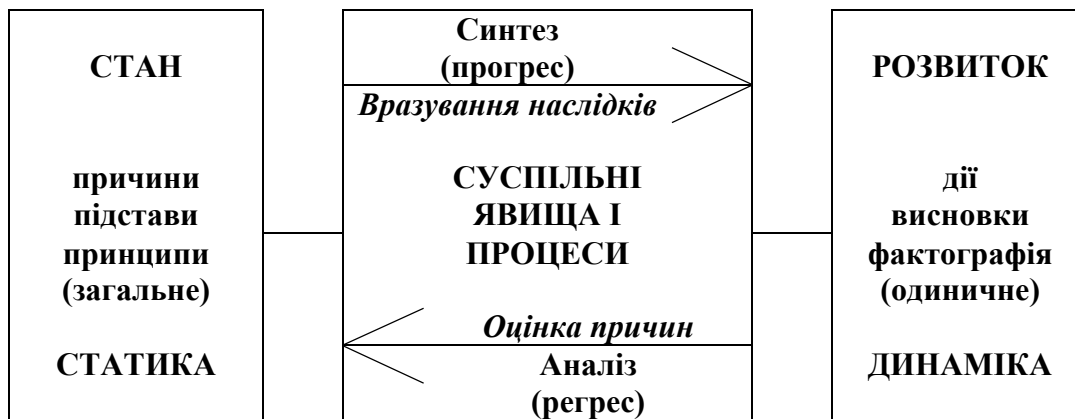 СТАН
причини
підстави
принципи
(загальне)
СТАТИКА
Синтез
(прогрес)
Вразування наслідків
СУСПІЛЬНІ
ЯВИЩА І
ПРОЦЕСИ
Оцінка причин
Аналіз
(регрес)
РОЗВИТОК
дії
висновки
фактографія
(одиничне)
ДИНАМІКА